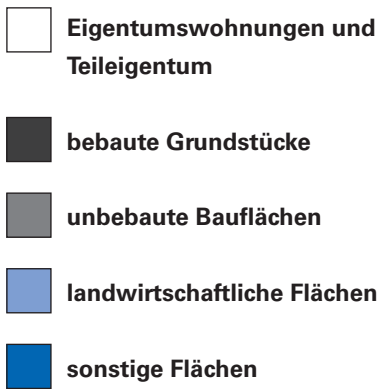 Eigentumswohnungen und
Teileigentum
bebaute Grundstücke
unbebaute Bauflächen
landwirtschaftliche Flächen
sonstige Flächen